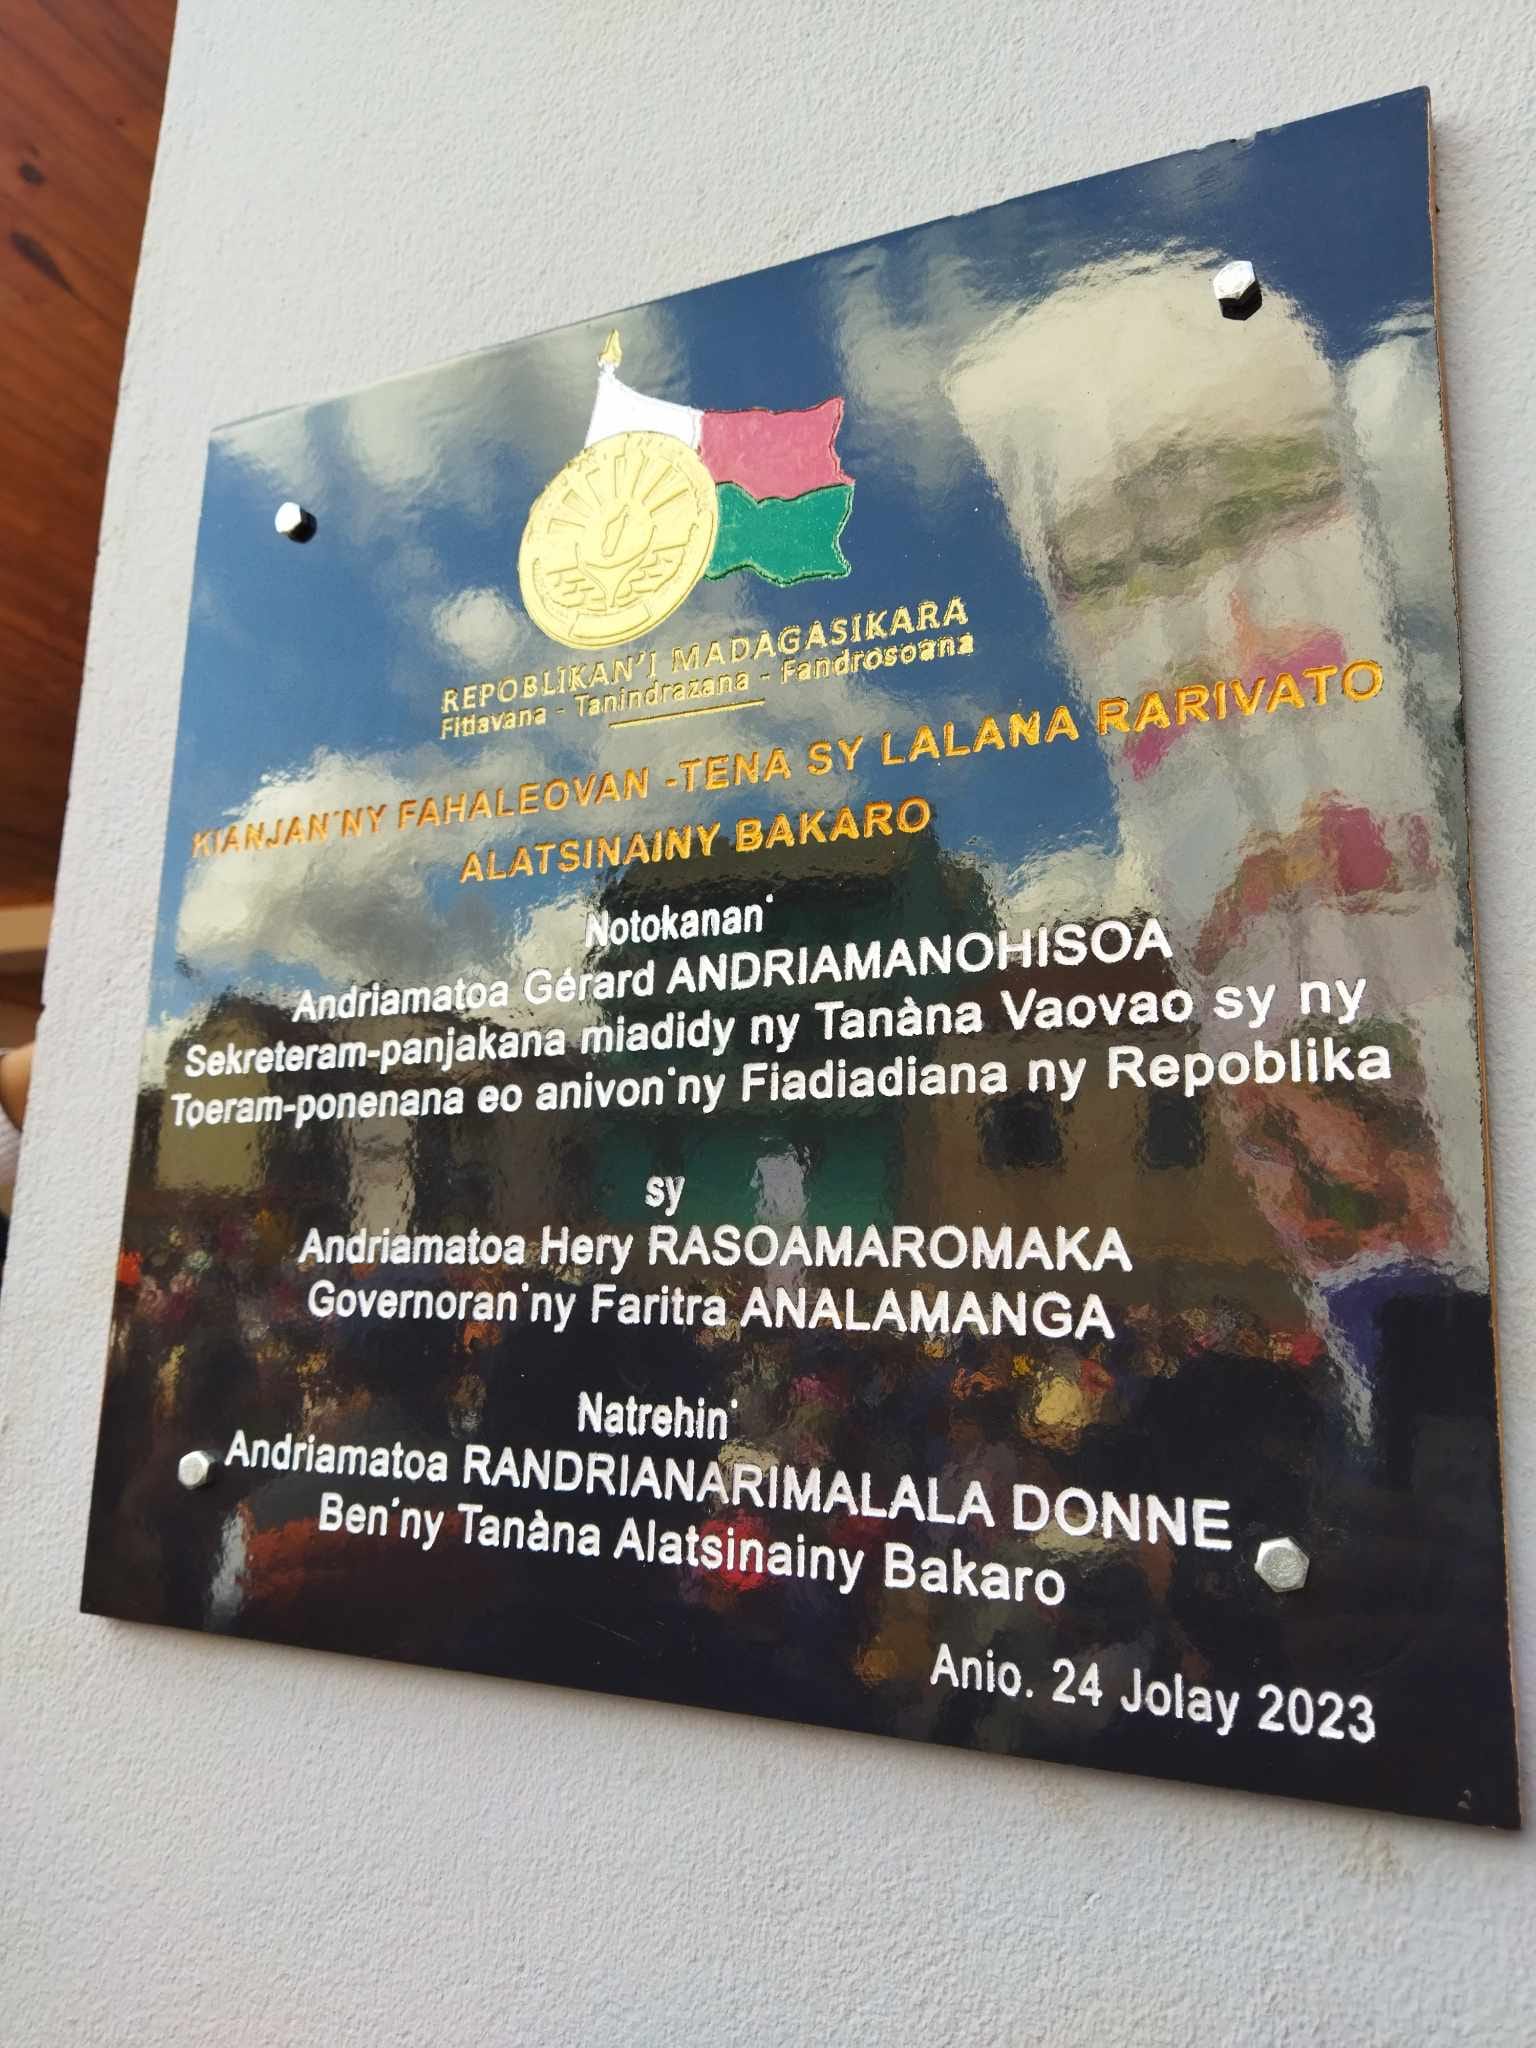 REPOBLIKAN'I MADAGASIKARA
Fitiavana - Tanindrazana - Fandrosoana
KIANJAN'NY FAHALEOVAN -TENA SY LALANA RARIVATO
ALATSINAINY BAKARO
Notokanan'
Andriamatoa Gérard ANDRIAMANOHISOA
Sekreteram-panjakana miadidy ny Tanàna Vaovao sy ny
Toeram-ponenana eo anivon'ny Fiadiadiana ny Repoblika
sy
Andriamatoa Hery RASOAMAROMAKA
Governoran'ny Faritra ANALAMANGA
Natrehin'
Andriamatoa RANDRIANARIMALALA DONNE
Ben'ny Tanàna Alatsinainy Bakaro
Anio. 24 Jolay 2023